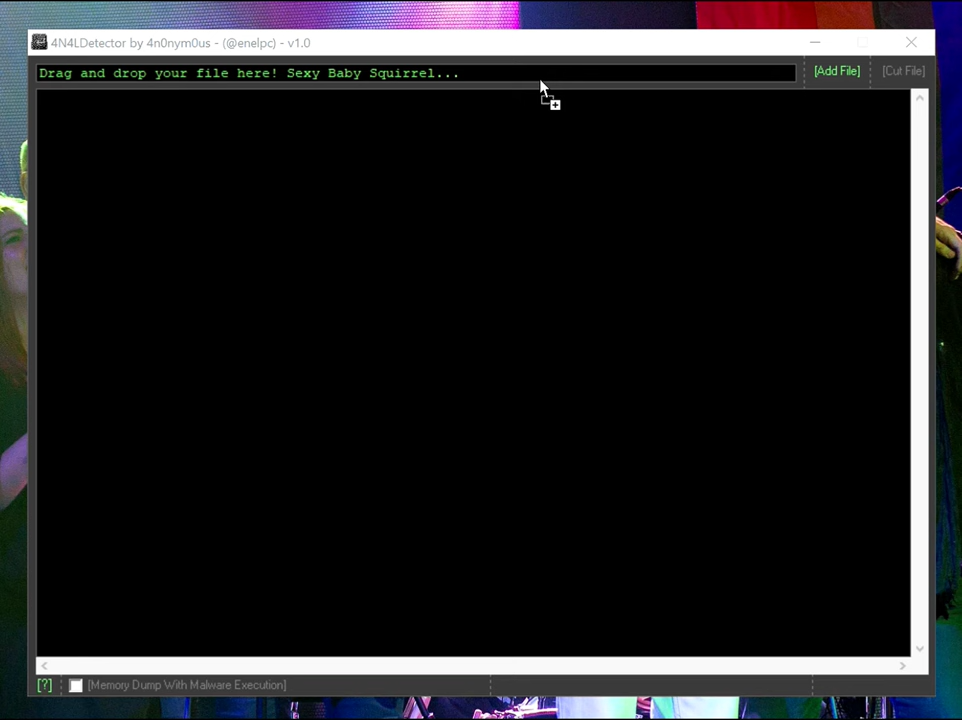 4N4LDetector by 4n0nym0us - (@enelpc) - v1.0
Drag and drop your file here! Sexy Baby Squirrel...
[Add File]
[Cut File]
[?]
[Memory Dump With Malware Execution]